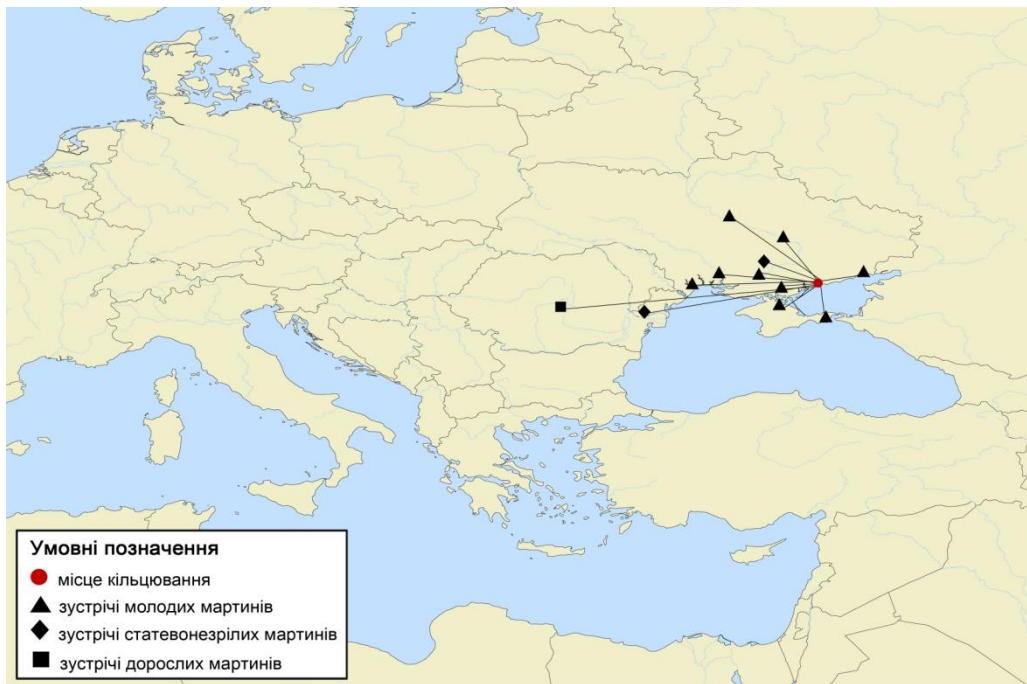 Умовні позначення
місце кільцювання
зустрічі молодих мартинів
зустрічі статевонезрілих мартинів
зустрічі дорослих мартинів